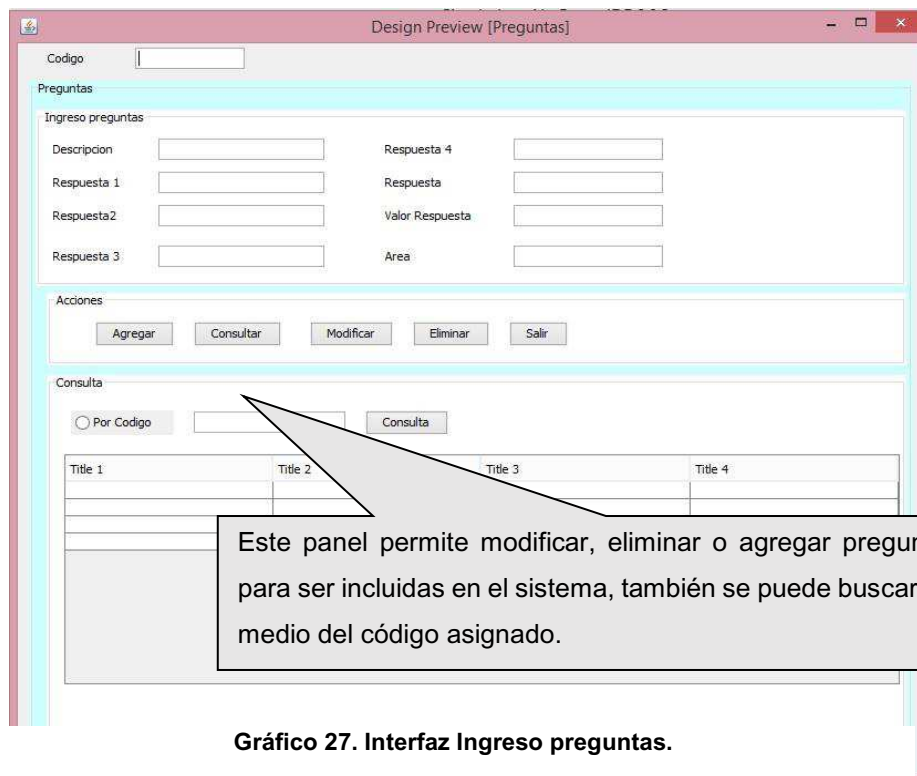 Design Preview [Preguntas]
Codigo
Preguntas
Ingreso preguntas
Descripcion
Respuesta 4
Respuesta 1
Respuesta
Respuesta2
Valor Respuesta
Respuesta 3
Area
Acciones
Agregar Consultar Modificar Eliminar Salir
Consulta
Por Codigo Consulta
Title 1 Title 2 Title 3 Title 4
Este panel permite modificar, eliminar o agregar
para ser incluidas en el sistema, también se puede buscar
medio del código asignado.
Gráfico 27. Interfaz Ingreso preguntas.